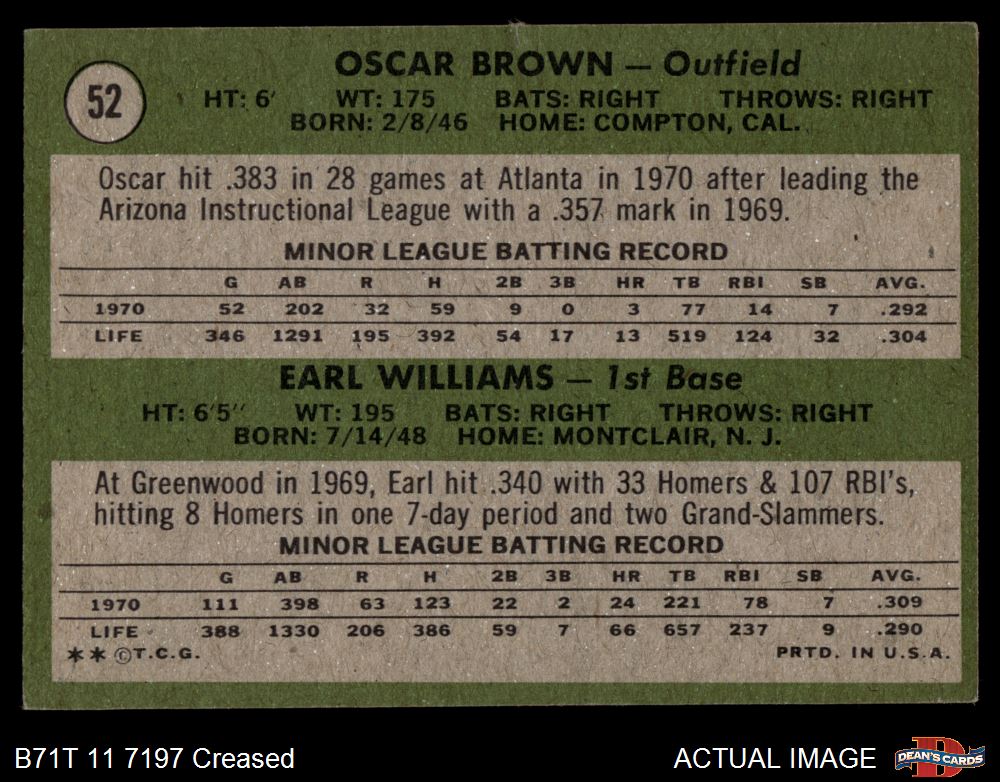 52
OSCAR BROWN — Outfield
HT: 6' WT: 175 BATS: RIGHT THROWS: RIGHT
BORN: 2/8/46 HOME: COMPTON, CAL.
Oscar hit .383 in 28 games at Atlanta in 1970 after leading the
Arizona Instructional League with a .357 mark in 1969.
MINOR LEAGUE BATTING RECORD
G AB R H 2B 3B HR TB RBI SB AVG.
1970 52 202 32 59 9 0 3 77 14 7 .292
LIFE 346 1291 195 392 54 17 13 519 124 32 .304
EARL WILLIAMS — 1st Base
HT: 6'5" WT: 195 BATS: RIGHT THROWS: RIGHT
BORN: 7/14/48 HOME: MONTCLAIR, N. J.
At Greenwood in 1969, Earl hit .340 with 33 Homers & 107 RBI's,
hitting 8 Homers in one 7-day period and two Grand-Slammers.
MINOR LEAGUE BATTING RECORD
G AB R H 2B 3B HR TB RBI SB AVG.
1970 111 398 63 123 22 2 24 221 78 7 .309
LIFE 388 1330 206 386 59 7 66 657 237 9 .290
**©T.C.G. PRTD. IN U.S.A.
B71T 11 7197 Creased ACTUAL IMAGE DEAN'S CARDS